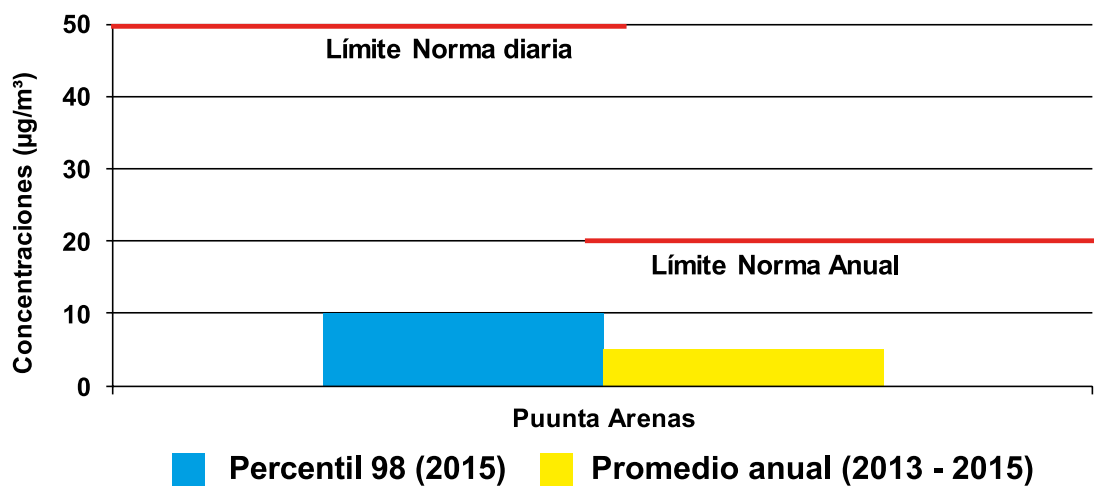 Concentraciones (µg/m³)
50
40
30
20
10
0
Límite Norma diaria
Límite Norma Anual
Puunta Arenas
Percentil 98 (2015)
Promedio anual (2013 - 2015)